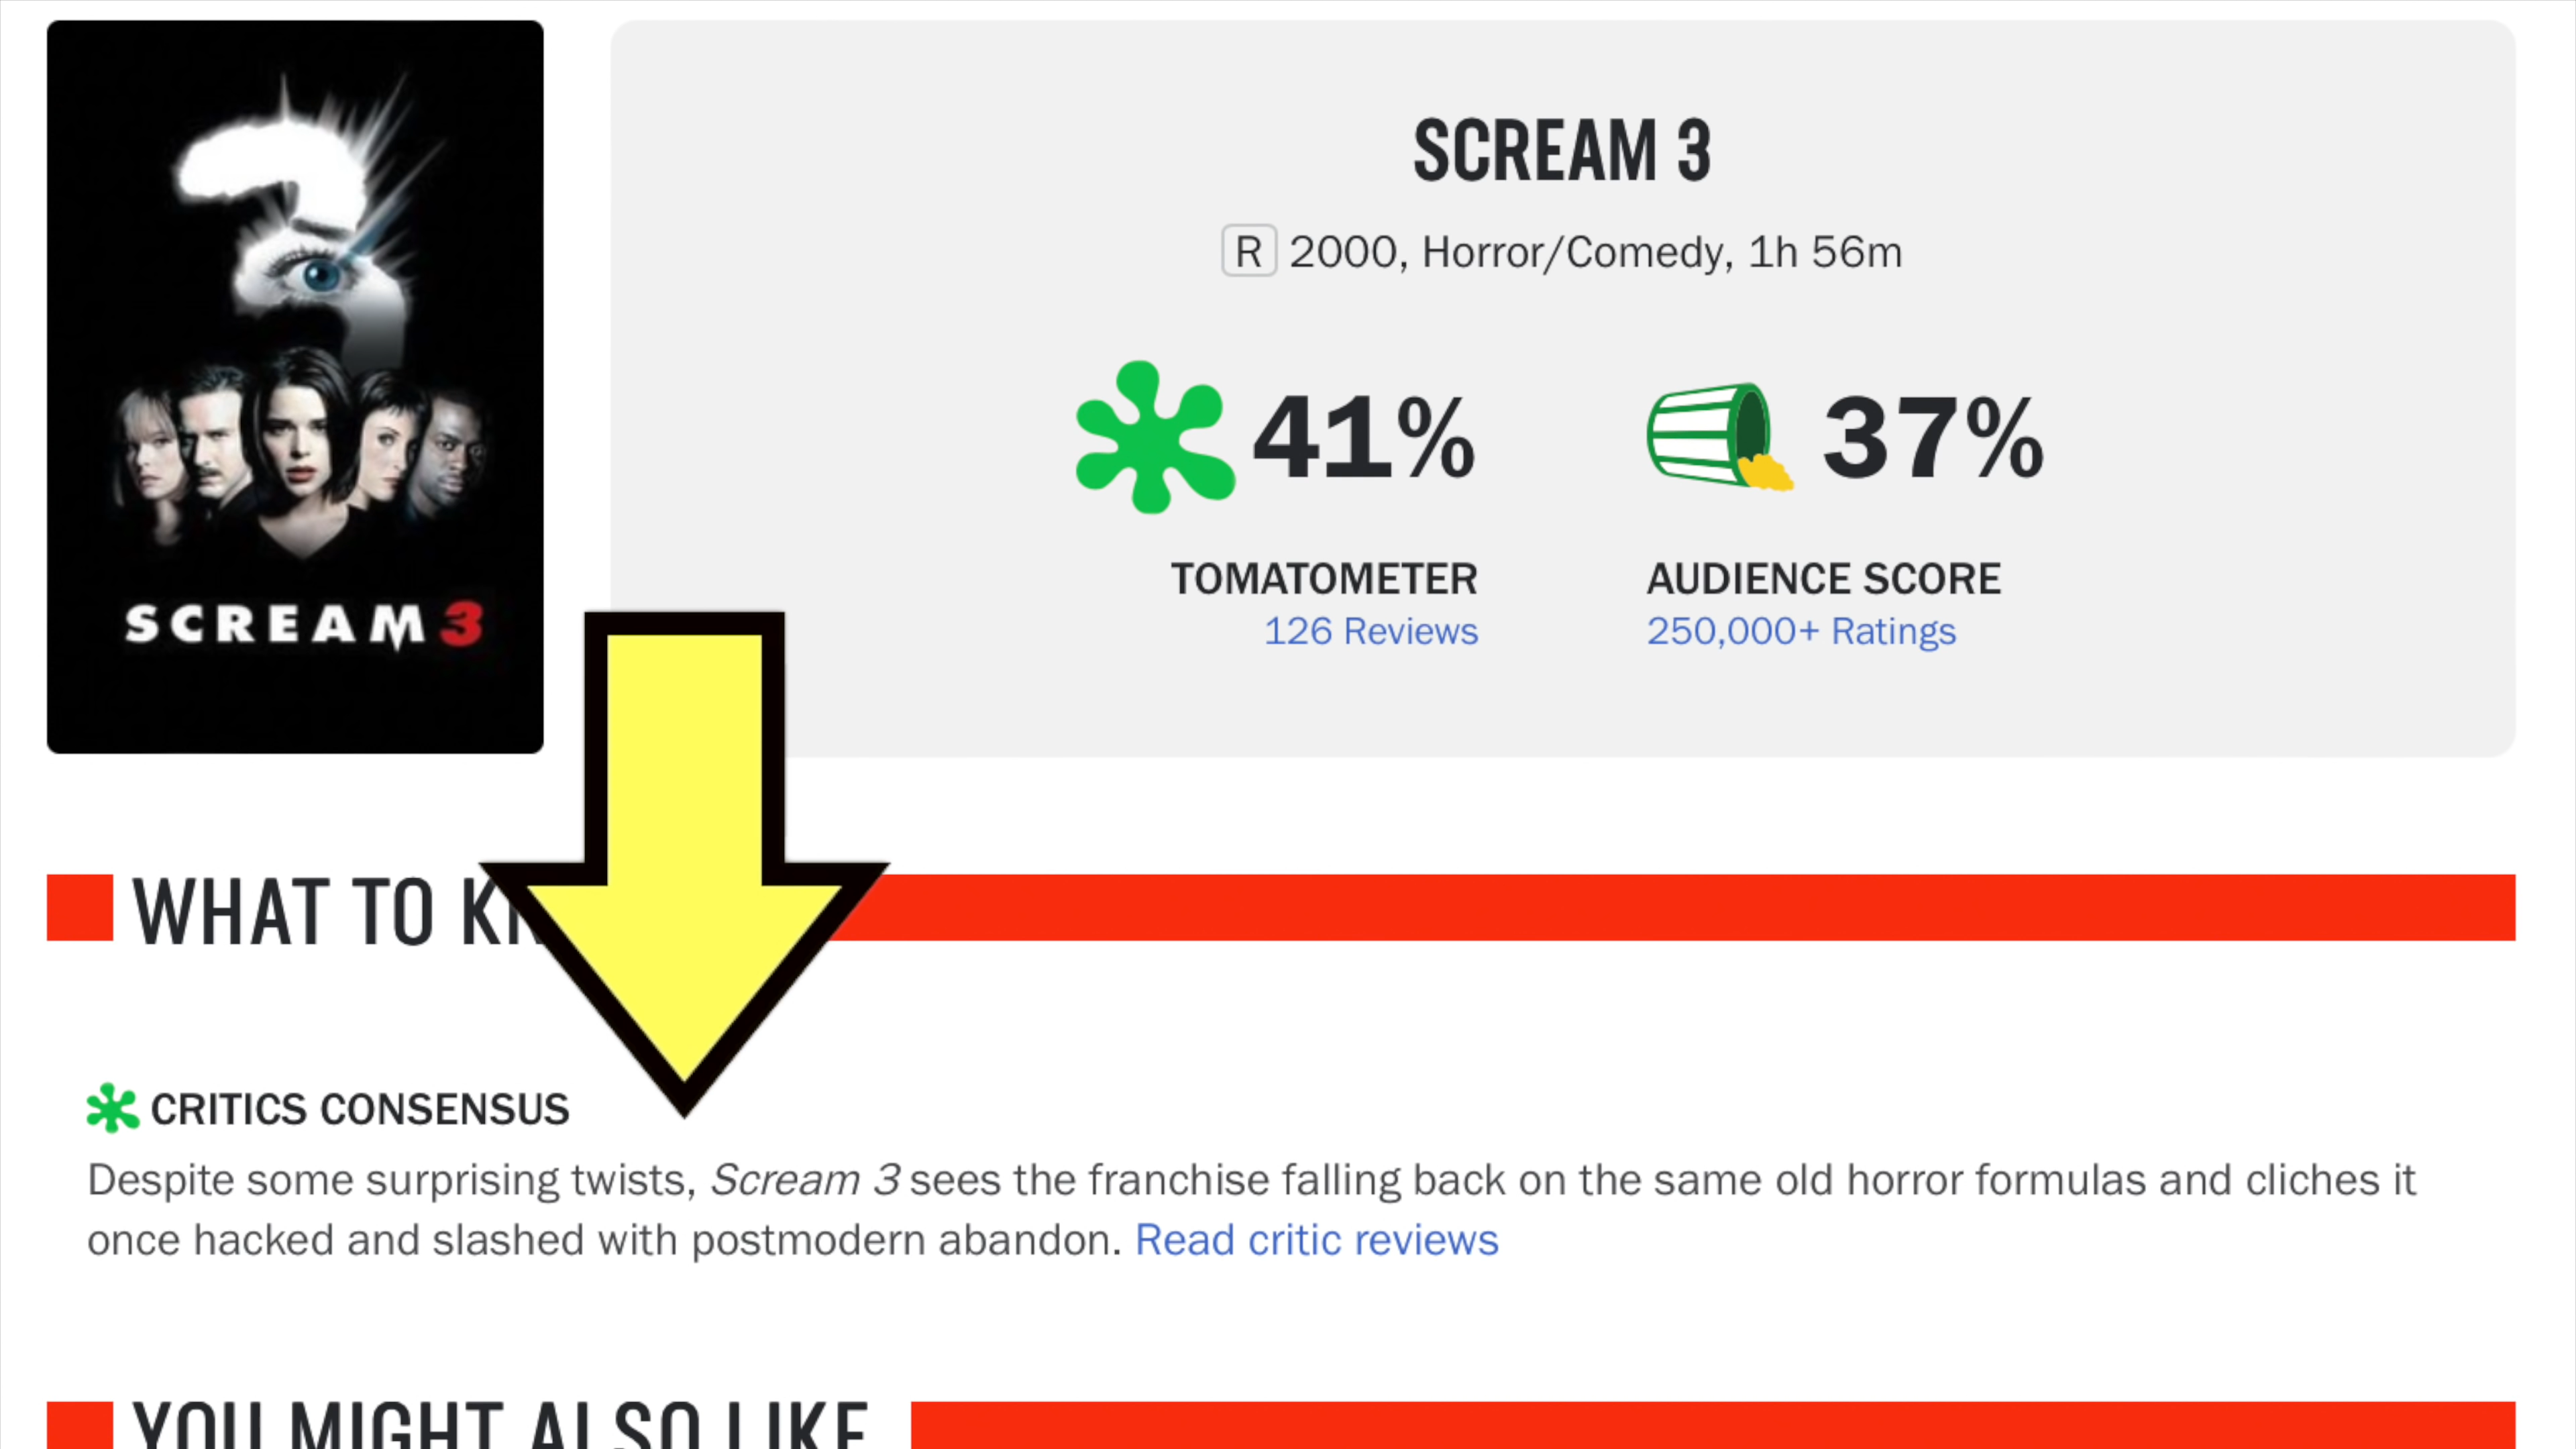 SCREAM 3
SCREAM 3
R 2000, Horror/Comedy, 1h 56m
41%
37%
TOMATOMETER
AUDIENCE SCORE
126 Reviews
250,000+ Ratings
WHAT TO
CRITICS CONSENSUS
Despite some surprising twists, Scream 3 sees the franchise falling back on the same old horror formulas and cliches it
once hacked and slashed with postmodern abandon. Read critic reviews
YOU MIGHT ALSO LIKE